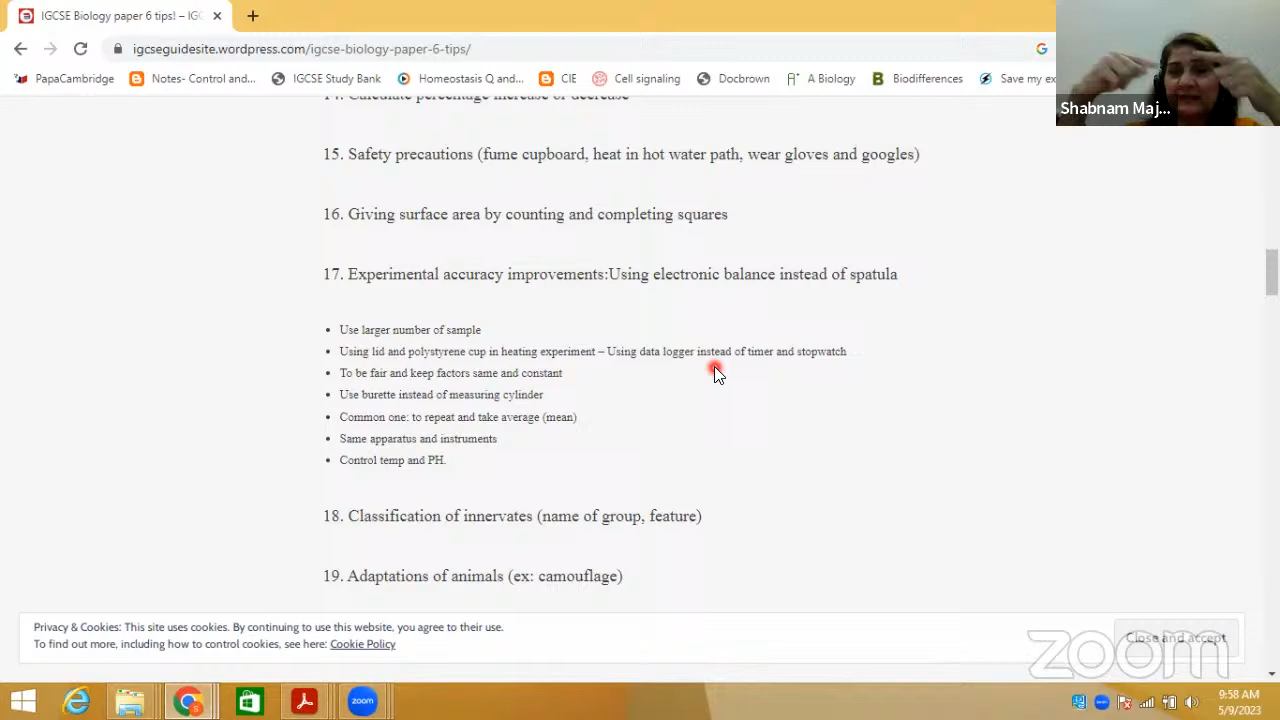 IGCSE Biology paper 6 tips! – IGC
igcseguidesite.wordpress.com/igcse-biology-paper-6-tips/
PapaCambridge
Notes- Control and...
IGCSE Study Bank
Homeostasis Q and...
CIE
Cell signaling
Docbrown
A Biology
Biodifferences
Save my ex
Shabnam Maj...
14. Calculate percentage increase or decrease
15. Safety precautions (fume cupboard, heat in hot water path, wear gloves and googles)
16. Giving surface area by counting and completing squares
17. Experimental accuracy improvements:Using electronic balance instead of spatula
• Use larger number of sample
• Using lid and polystyrene cup in heating experiment – Using data logger instead of timer and stopwatch
• To be fair and keep factors same and constant
• Use burette instead of measuring cylinder
• Common one: to repeat and take average (mean)
• Same apparatus and instruments
• Control temp and PH.
18. Classification of innervates (name of group, feature)
19. Adaptations of animals (ex: camouflage)
Privacy & Cookies: This site uses cookies. By continuing to use this website, you agree to their use.
To find out more, including how to control cookies, see here: Cookie Policy
Close and accept
zoom
zoom
9:58 AM
5/9/2023